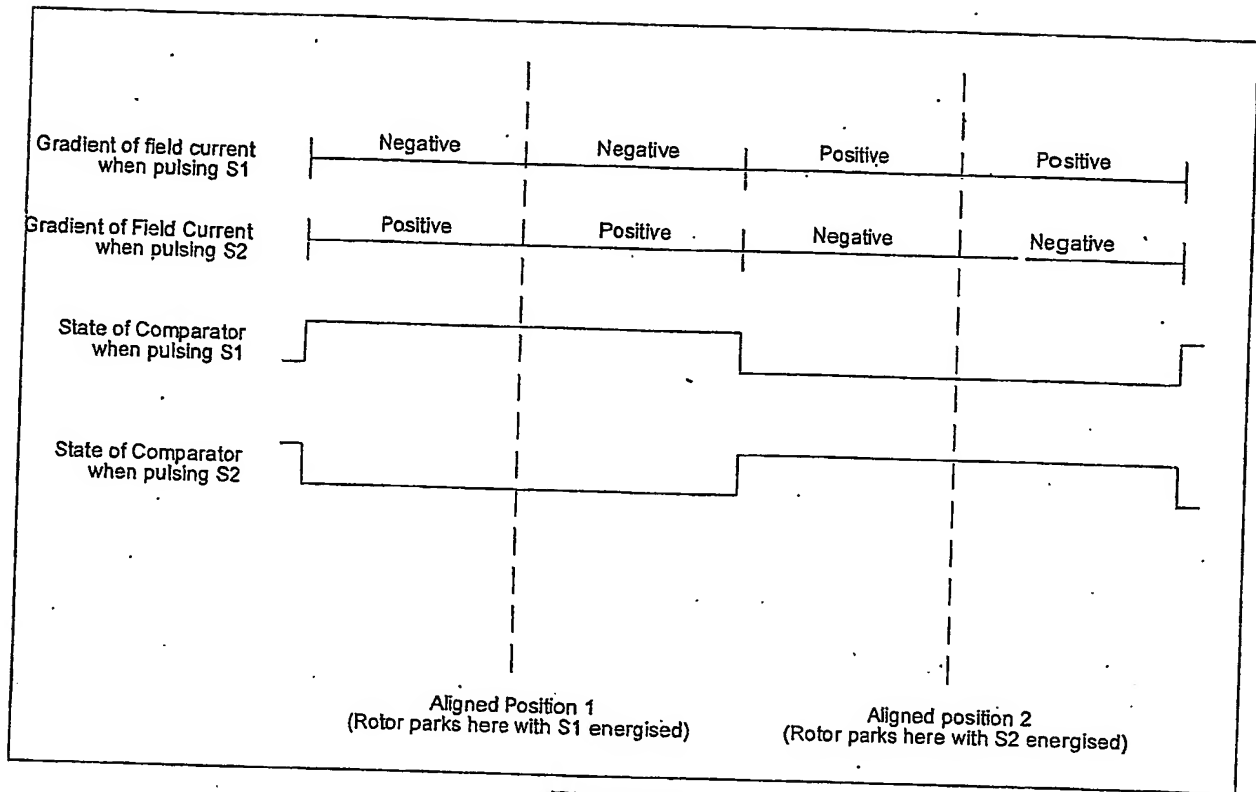 Gradient of field current
when pulsing S1
Negative
Negative
Positive
Positive
Gradient of Field Current
when pulsing S2
Positive
Positive
Negative
Negative
State of Comparator
when pulsing S1
State of Comparator
when pulsing S2
Aligned Position 1
(Rotor parks here with S1 energised)
Aligned position 2
(Rotor parks here with S2 energised)